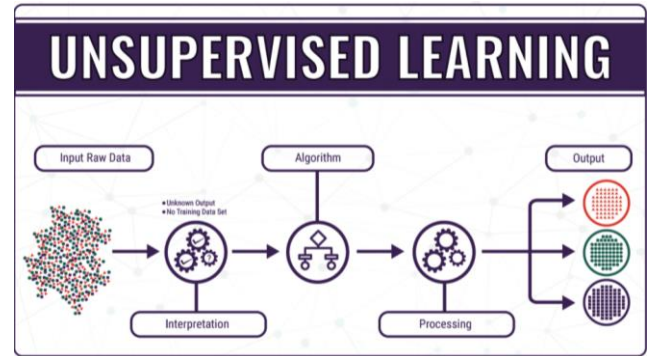 UNSUPERVISED LEARNING
Input Raw Data
Algorithm
Output
• Unknown Output
• No Training Data Set
Interpretation
Processing